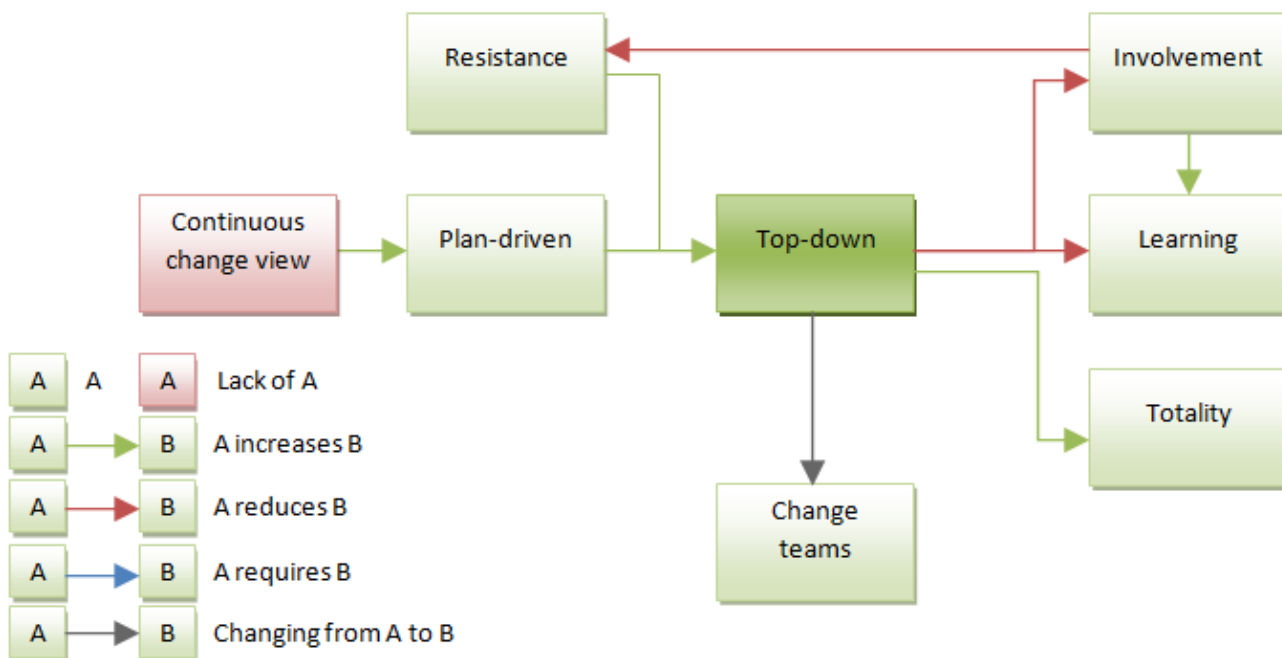 Resistance
Involvement
Continuous
change view
Plan-driven
Top-down
Learning
A A A Lack of A
Totality
A B A increases B
A B A reduces B
Change
teams
A B A requires B
A B Changing from A to B